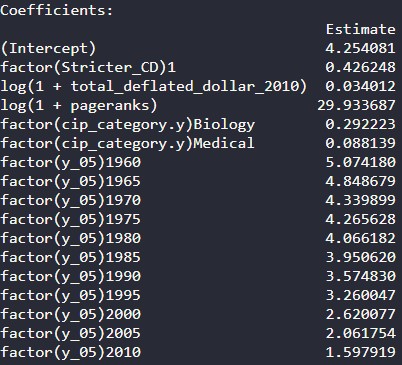 Coefficients:
Estimate
(Intercept) 4.254081
factor(Stricter_CD)1 0.426248
log(1 + total_deflated_dollar_2010) 0.034012
log(1 + pageranks) 29.933687
factor(cip_category.y)Biology 0.292223
factor(cip_category.y)Medical 0.088139
factor(y_05)1960 5.074180
factor(y_05)1965 4.848679
factor(y_05)1970 4.339899
factor(y_05)1975 4.265628
factor(y_05)1980 4.066182
factor(y_05)1985 3.950620
factor(y_05)1990 3.574830
factor(y_05)1995 3.260047
factor(y_05)2000 2.620077
factor(y_05)2005 2.061754
factor(y_05)2010 1.597919